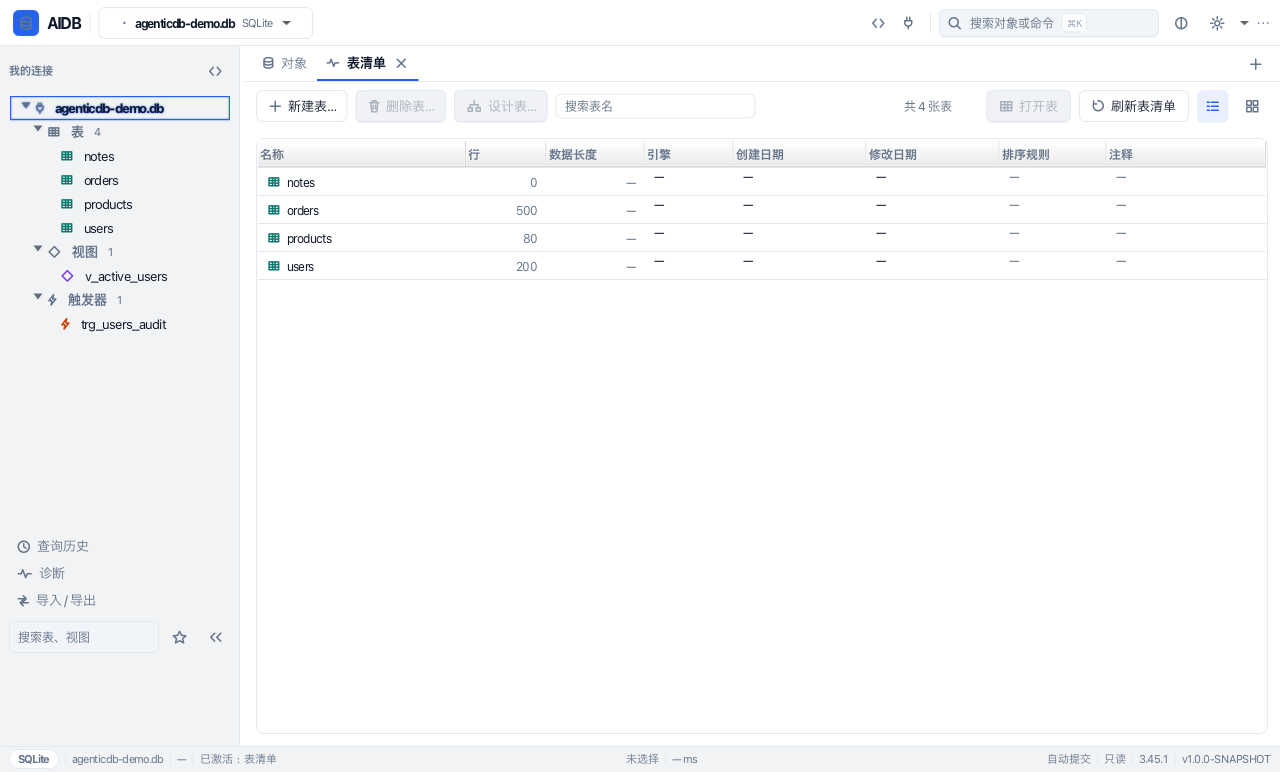 AIDB · agenticdb-demo.db SQLite 搜索对象或命令 ⌘K ···
我的连接
agenticdb-demo.db
表 4
notes
orders
products
users
视图 1
v_active_users
触发器 1
trg_users_audit
查询历史
诊断
导入/导出
搜索表、视图
对象 表清单
新建表... 删除表... 设计表... 搜索表名 共 4 张表 打开表 刷新表清单
名称 行 数据长度 引擎 创建日期 修改日期 排序规则 注释
notes 0 — — — — — —
orders 500 — — — — — —
products 80 — — — — — —
users 200 — — — — — —
SQLite agenticdb-demo.db — 已激活：表清单 未选择 — ms 自动提交 只读 3.45.1 v1.0.0-SNAPSHOT